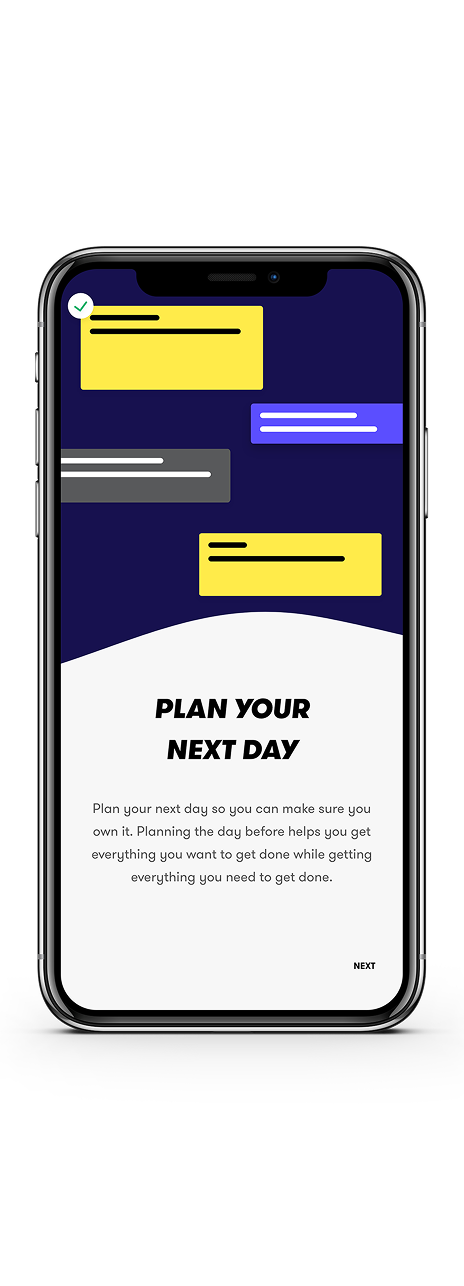 PLAN YOUR
NEXT DAY
Plan your next day so you can make sure you
own it. Planning the day before helps you get
everything you want to get done while getting
everything you need to get done.
NEXT